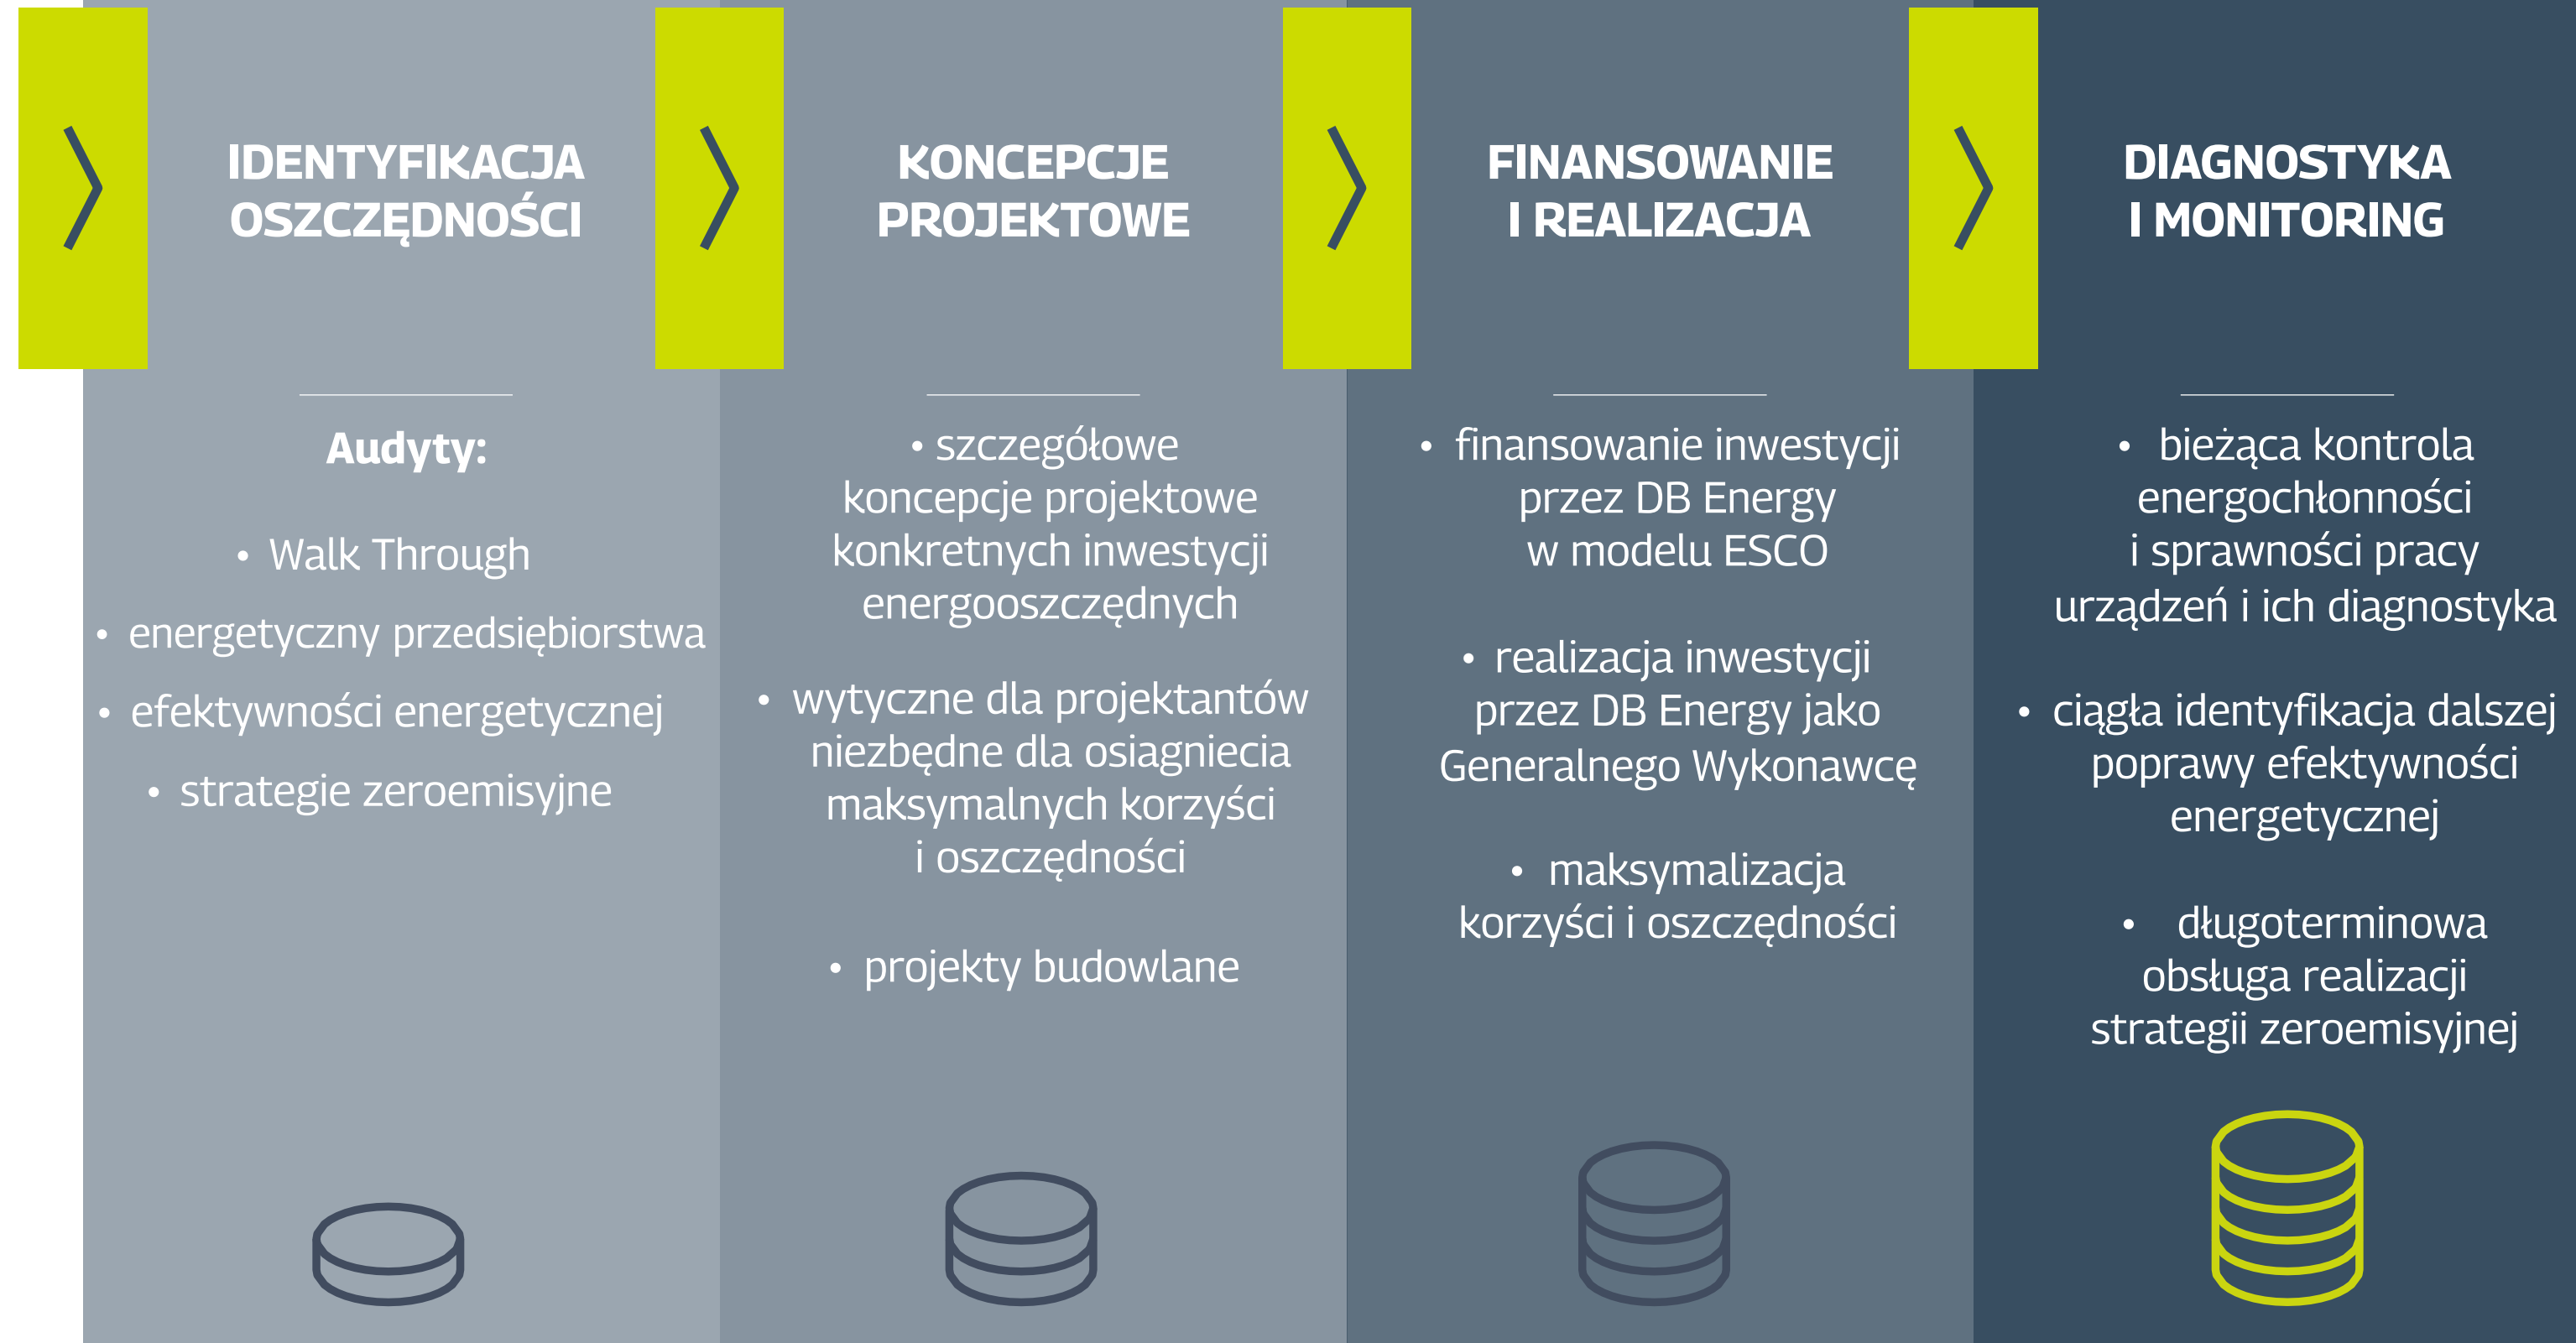 IDENTYFIKACJA
OSZCZĘDNOŚCI
Audyty:
• Walk Through
• energetyczny przedsiębiorstwa
• efektywności energetycznej
• strategie zeroemisyjne
KONCEPCJE
PROJEKTOWE
• szczegółowe
koncepcje projektowe
konkretnych inwestycji
energooszczędnych
• wytyczne dla projektantów
niezbędne dla osiagniecia
maksymalnych korzyści
i oszczędności
• projekty budowlane
FINANSOWANIE
I REALIZACJA
• finansowanie inwestycji
przez DB Energy
w modelu ESCO
• realizacja inwestycji
przez DB Energy jako
Generalnego Wykonawcę
• maksymalizacja
korzyści i oszczędności
DIAGNOSTYKA
I MONITORING
• bieżąca kontrola
energochłonności
i sprawności pracy
urządzeń i ich diagnostyka
• ciągła identyfikacja dalszej
poprawy efektywności
energetycznej
• długoterminowa
obsługa realizacji
strategii zeroemisyjnej